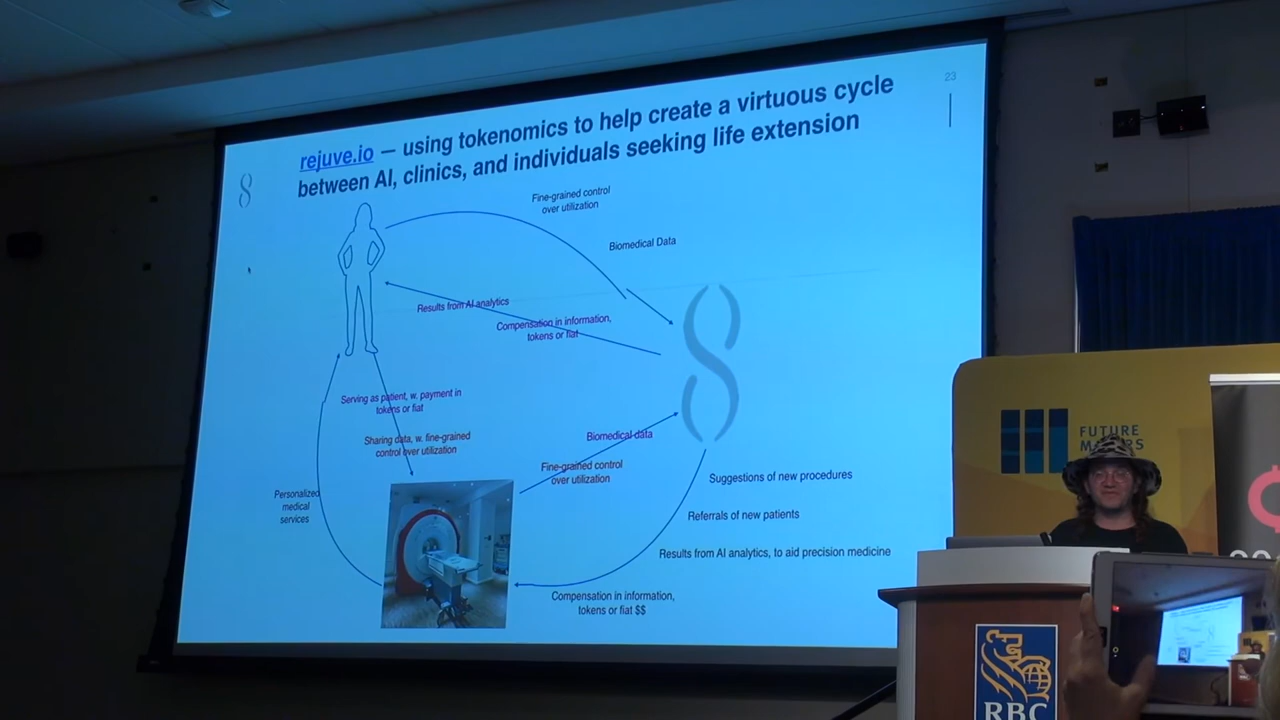 23
rejuve.io — using tokenomics to help create a virtuous cycle
between AI, clinics, and individuals seeking life extension
Fine-grained control
over utilization
Biomedical Data
Results from AI analytics
Compensation in information,
tokens or fiat
Serving as patient, w. payment in
tokens or fiat
Sharing data, w. fine-grained
control over utilization
Biomedical data
Fine-grained control
over utilization
Personalized
medical
services
Suggestions of new procedures
Referrals of new patients
Results from AI analytics, to aid precision medicine
Compensation in information,
tokens or fiat $$
FUTURE
RBC